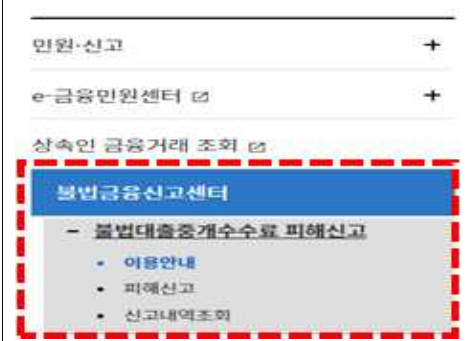 민원·신고 +
e-금융민원센터 +
상속인 금융거래 조회
불법금융신고센터
– 불법대출중개수수료 피해신고
• 이용안내
• 피해신고
• 신고내역조회